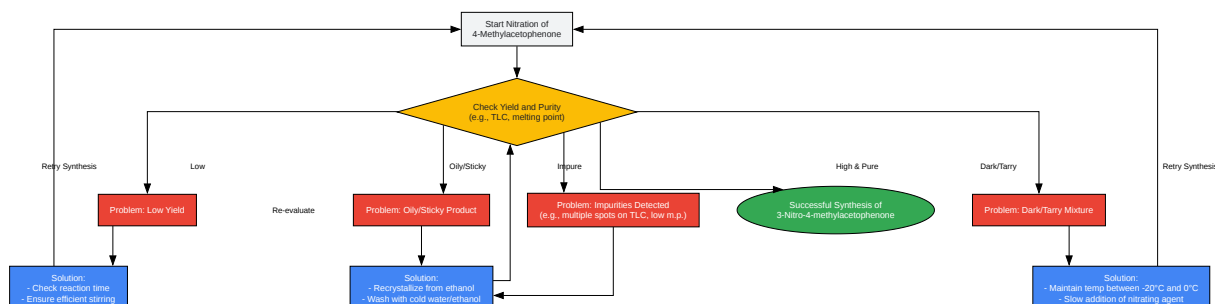 Start Nitration of
4-Methylacetophenone
Check Yield and Purity
(e.g., TLC, melting point)
Retry Synthesis
Low
Oily/Sticky
Impure
High & Pure
Dark/Tarry
Retry Synthesis
Problem: Low Yield
Re-evaluate
Problem: Oily/Sticky Product
Problem: Impurities Detected
(e.g., multiple spots on TLC, low m.p.)
Successful Synthesis of
3-Nitro-4-methylacetophenone
Problem: Dark/Tarry Mixture
Solution:
- Check reaction time
- Ensure efficient stirring
Solution:
- Recrystallize from ethanol
- Wash with cold water/ethanol
Solution:
- Maintain temp between -20°C and 0°C
- Slow addition of nitrating agent